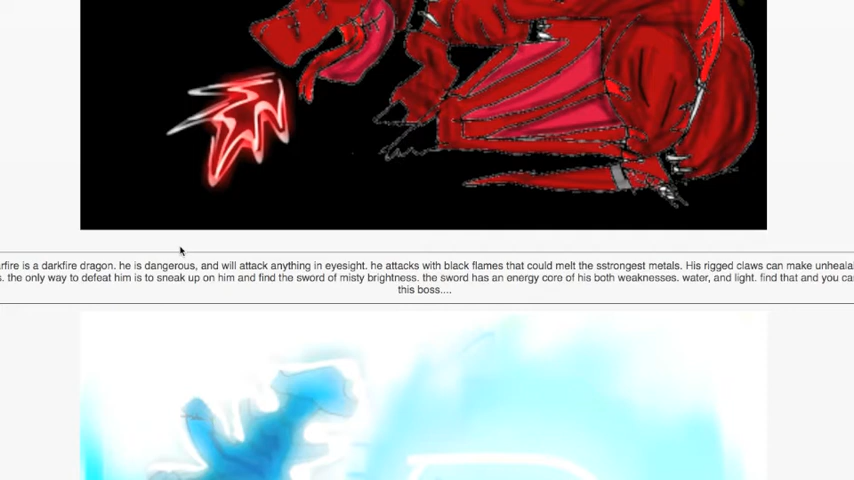 rfire is a darkfire dragon. he is dangerous, and will attack anything in eyesight. he attacks with black flames that could melt the sstrongest metals. His rigged claws can make unheala
s. the only way to defeat him is to sneak up on him and find the sword of misty brightness. the sword has an energy core of his both weaknesses. water, and light. find that and you ca
this boss....